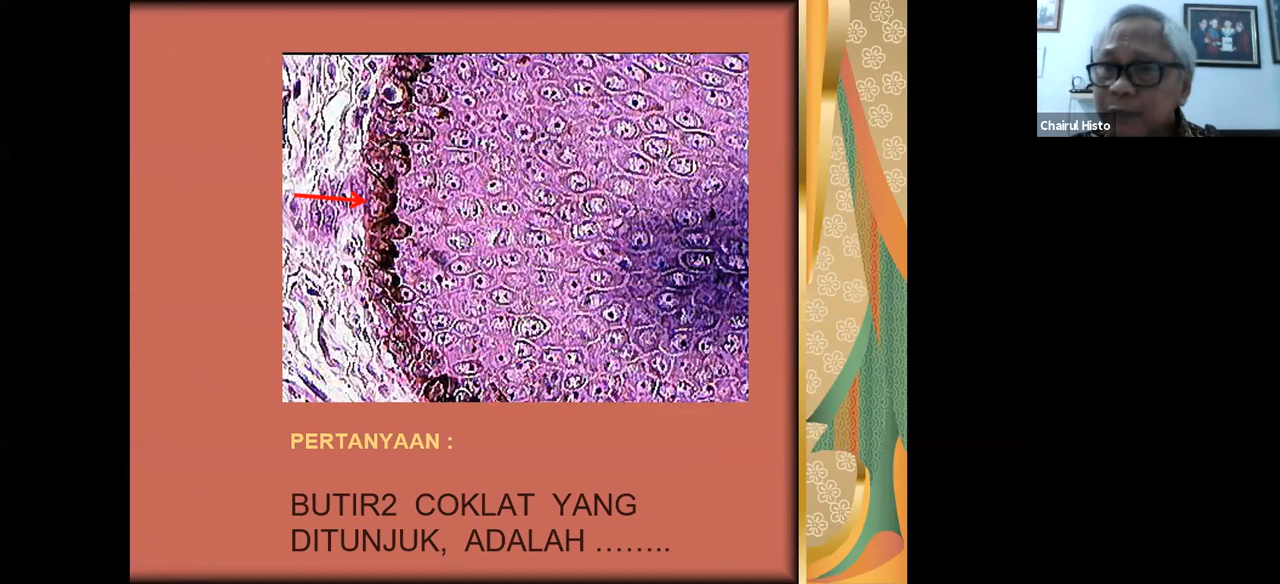 Chairul Histo
PERTANYAAN :
BUTIR2 COKLAT YANG
DITUNJUK, ADALAH ……..